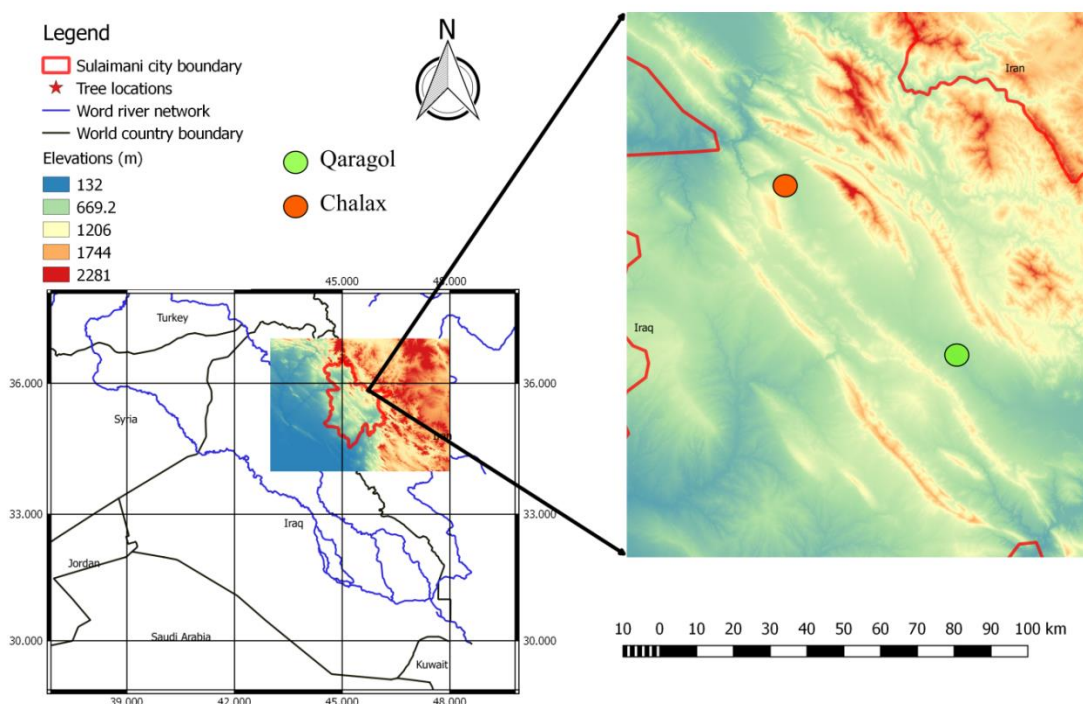 Legend
Sulaimani city boundary
Tree locations
Word river network
World country boundary
Elevations (m)
132
669.2
1206
1744
2281
N
Qaragol
Chalax
45.000 48.000
Turkey
36.000 36.000
Syria
33.000 33.000
Iraq
Jordan
Saudi Arabia
30.000 30.000
Kuwait
39.000 42.000 45.000 48.000
Iran
Iraq
10 0 10 20 30 40 50 60 70 80 90 100 km